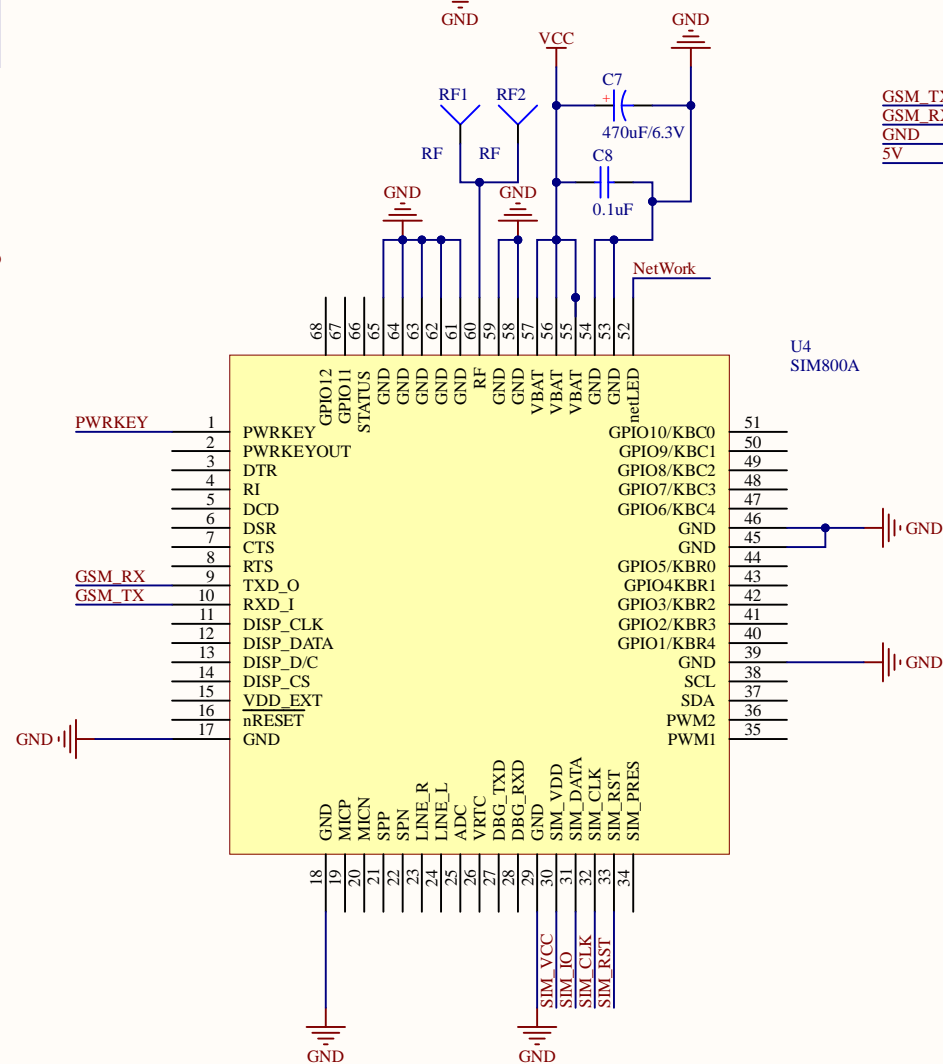 GND
VCC
GND
C7
+
470uF/6.3V
RF1
RF2
RF
RF
C8
0.1uF
GSM_TX
GSM_RX
GND
5V
GND
GND
NetWork
68
67
66
65
64
63
62
61
60
59
58
57
56
55
54
53
52
GPIO12
GPIO11
STATUS
GND
GND
GND
GND
GND
RF
GND
GND
VBAT
VBAT
VBAT
GND
GND
netLED
U4
SIM800A
PWRKEY
GSM_RX
GSM_TX
GND
1 PWRKEY
2 PWRKEYOUT
3 DTR
4 RI
5 DCD
6 DSR
7 CTS
8 RTS
9 TXD_O
10 RXD_I
11 DISP_CLK
12 DISP_DATA
13 DISP_D/C
14 DISP_CS
15 VDD_EXT
16 nRESET
17 GND
GPIO10/KBC0 51
GPIO9/KBC1 50
GPIO8/KBC2 49
GPIO7/KBC3 48
GPIO6/KBC4 47
GND 46
GND 45
GPIO5/KBR0 44
GPIO4KBR1 43
GPIO3/KBR2 42
GPIO2/KBR3 41
GPIO1/KBR4 40
GND 39
SCL 38
SDA 37
PWM2 36
PWM1 35
GND
GND
GND
MICP
MICN
SPP
SPN
LINE_R
LINE_L
ADC
VRTC
DBG_TXD
DBG_RXD
GND
SIM_VDD
SIM_DATA
SIM_CLK
SIM_RST
SIM_PRES
18
19
20
21
22
23
24
25
26
27
28
29
30
31
32
33
34
SIM_VCC
SIM_IO
SIM_CLK
SIM_RST
GND
GND